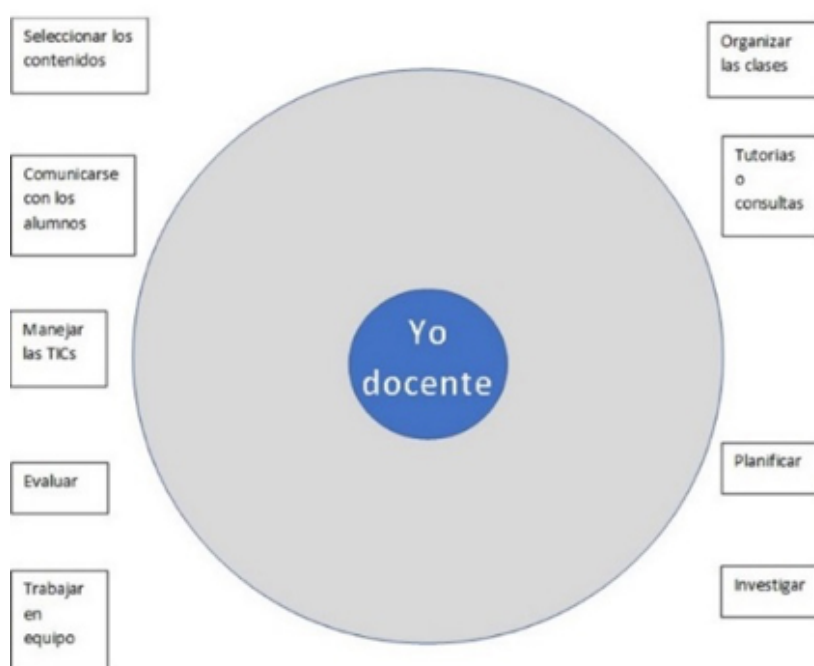 Seleccionar los
contenidos
Organizar
las clases
Comunicarse
con los
alumnos
Tutorias
o
consultas
Manejar
las TICs
Yo
docente
Evaluar
Planificar
Trabajar
en
equipo
Investigar